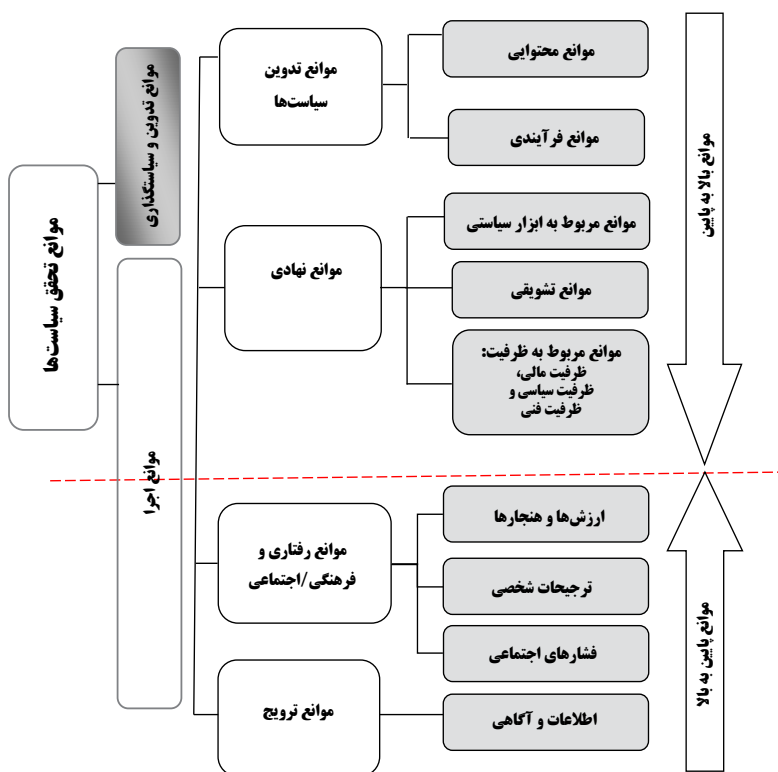 موانع تحقق سیاست‌ها
موانع تدوین و سیاستگذاری
موانع اجرا
موانع تدوین
سیاست‌ها
موانع محتوایی
موانع فرآیندی
موانع نهادی
موانع مربوط به ابزار سیاستی
موانع تشویقی
موانع مربوط به ظرفیت:
ظرفیت مالی،
ظرفیت سیاسی و
ظرفیت فنی
موانع رفتاری و
فرهنگی/اجتماعی
ارزش‌ها و هنجارها
ترجیحات شخصی
فشارهای اجتماعی
موانع ترویج
اطلاعات و آگاهی
موانع بالا به پایین
موانع پایین به بالا